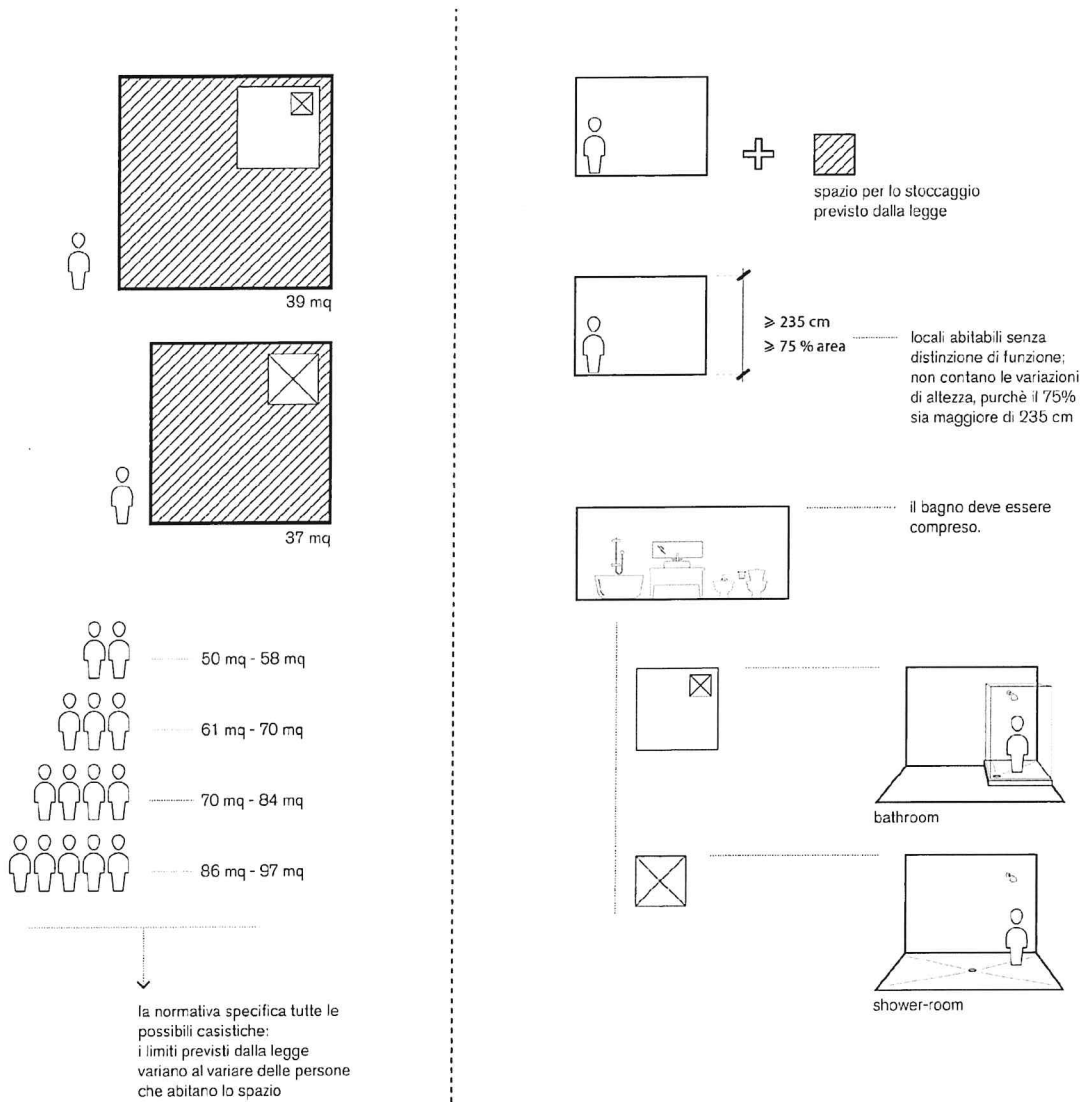 39 mq
37 mq
50 mq - 58 mq
61 mq - 70 mq
70 mq - 84 mq
86 mq - 97 mq
la normativa specifica tutte le
possibili casistiche:
i limiti previsti dalla legge
variano al variare delle persone
che abitano lo spazio
spazio per lo stoccaggio
previsto dalla legge
⩾ 235 cm
⩾ 75 % area
locali abitabili senza
distinzione di funzione;
non contano le variazioni
di altezza, purchè il 75%
sia maggiore di 235 cm
il bagno deve essere
compreso.
bathroom
shower-room